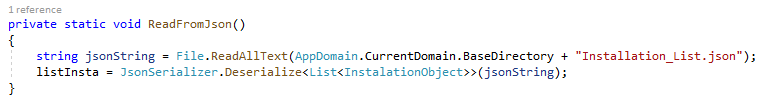 1 reference
private static void ReadFromJson()
{
string jsonString = File.ReadAllText(AppDomain.CurrentDomain.BaseDirectory + "Installation_List.json");
listInsta = JsonSerializer.Deserialize<List<InstalationObject>>(jsonString);
}